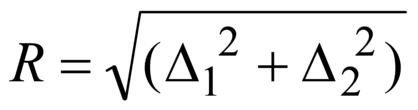 R = √(Δ₁² + Δ₂²)